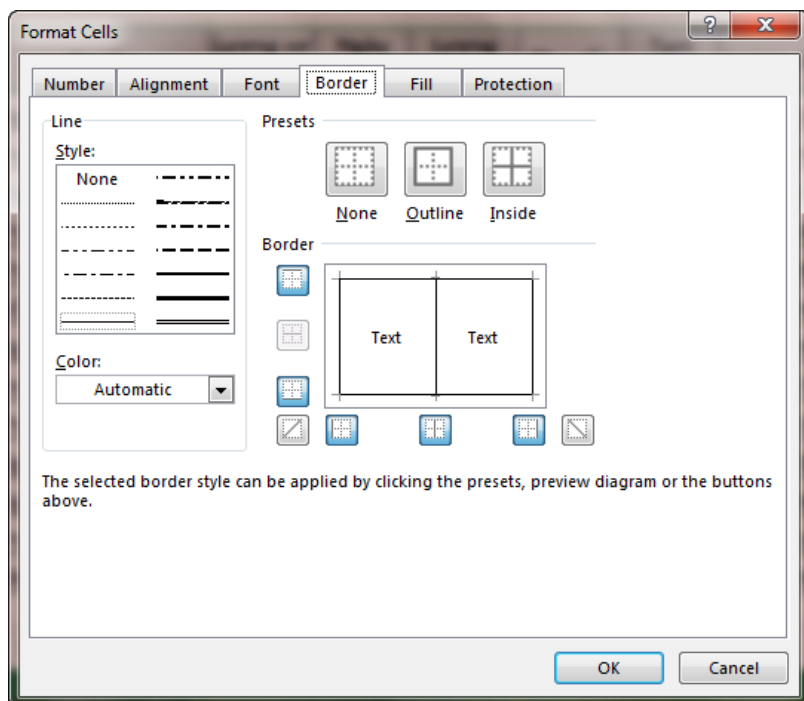 Format Cells
?
X
Number Alignment Font Border Fill Protection
Line
Style:
None
Color:
Automatic
Presets
None Outline Inside
Border
Text Text
The selected border style can be applied by clicking the presets, preview diagram or the buttons
above.
OK Cancel